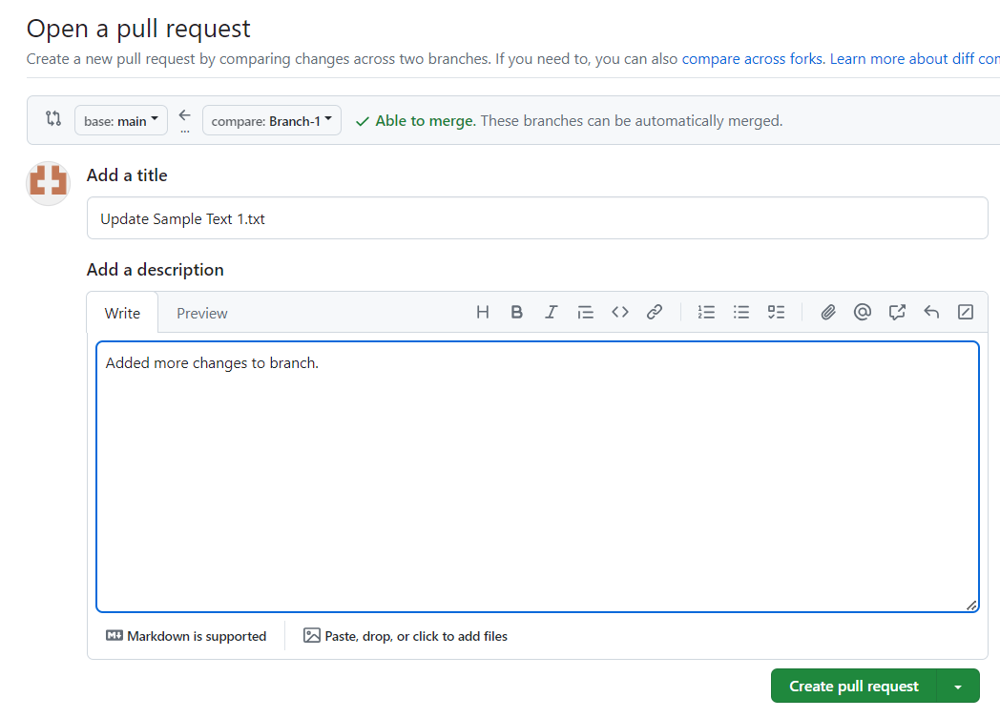 Open a pull request
Create a new pull request by comparing changes across two branches. If you need to, you can also compare across forks. Learn more about diff
base: main ← compare: Branch-1 Able to merge. These branches can be automatically merged.
...
Add a title
Update Sample Text 1.txt
Add a description
Write Preview
Added more changes to branch.
Markdown is supported Paste, drop, or click to add files
Create pull request